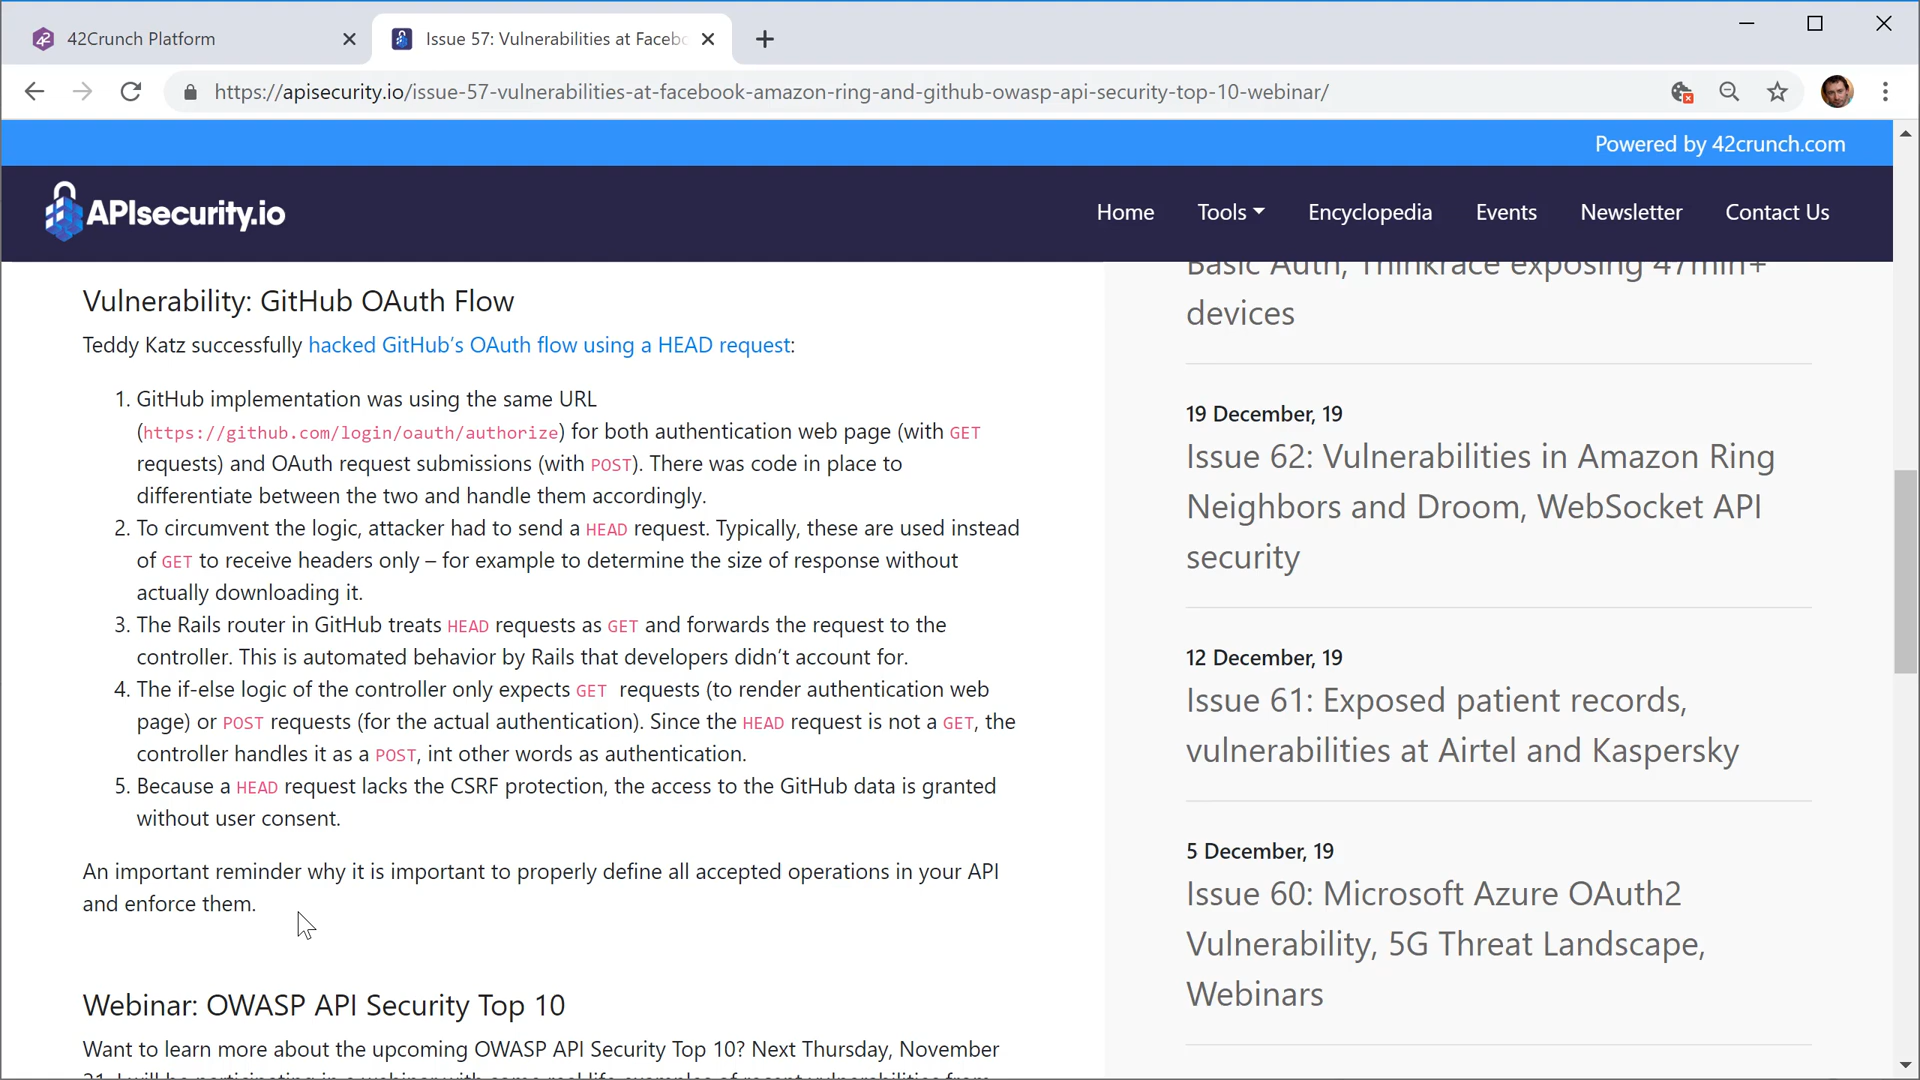 42Crunch Platform
Issue 57: Vulnerabilities at Faceb
https://apisecurity.io/issue-57-vulnerabilities-at-facebook-amazon-ring-and-github-owasp-api-security-top-10-webinar/
Powered by 42crunch.com
APIsecurity.io
Home Tools Encyclopedia Events Newsletter Contact Us
Vulnerability: GitHub OAuth Flow
Teddy Katz successfully hacked GitHub’s OAuth flow using a HEAD request:
1. GitHub implementation was using the same URL
(https://github.com/login/oauth/authorize) for both authentication web page (with GET
requests) and OAuth request submissions (with POST). There was code in place to
differentiate between the two and handle them accordingly.
2. To circumvent the logic, attacker had to send a HEAD request. Typically, these are used instead
of GET to receive headers only – for example to determine the size of response without
actually downloading it.
3. The Rails router in GitHub treats HEAD requests as GET and forwards the request to the
controller. This is automated behavior by Rails that developers didn’t account for.
4. The if-else logic of the controller only expects GET requests (to render authentication web
page) or POST requests (for the actual authentication). Since the HEAD request is not a GET, the
controller handles it as a POST, int other words as authentication.
5. Because a HEAD request lacks the CSRF protection, the access to the GitHub data is granted
without user consent.
An important reminder why it is important to properly define all accepted operations in your API
and enforce them.
Webinar: OWASP API Security Top 10
Want to learn more about the upcoming OWASP API Security Top 10? Next Thursday, November
Basic Auth, Thinkrace exposing 47mln+
devices
19 December, 19
Issue 62: Vulnerabilities in Amazon Ring
Neighbors and Droom, WebSocket API
security
12 December, 19
Issue 61: Exposed patient records,
vulnerabilities at Airtel and Kaspersky
5 December, 19
Issue 60: Microsoft Azure OAuth2
Vulnerability, 5G Threat Landscape,
Webinars